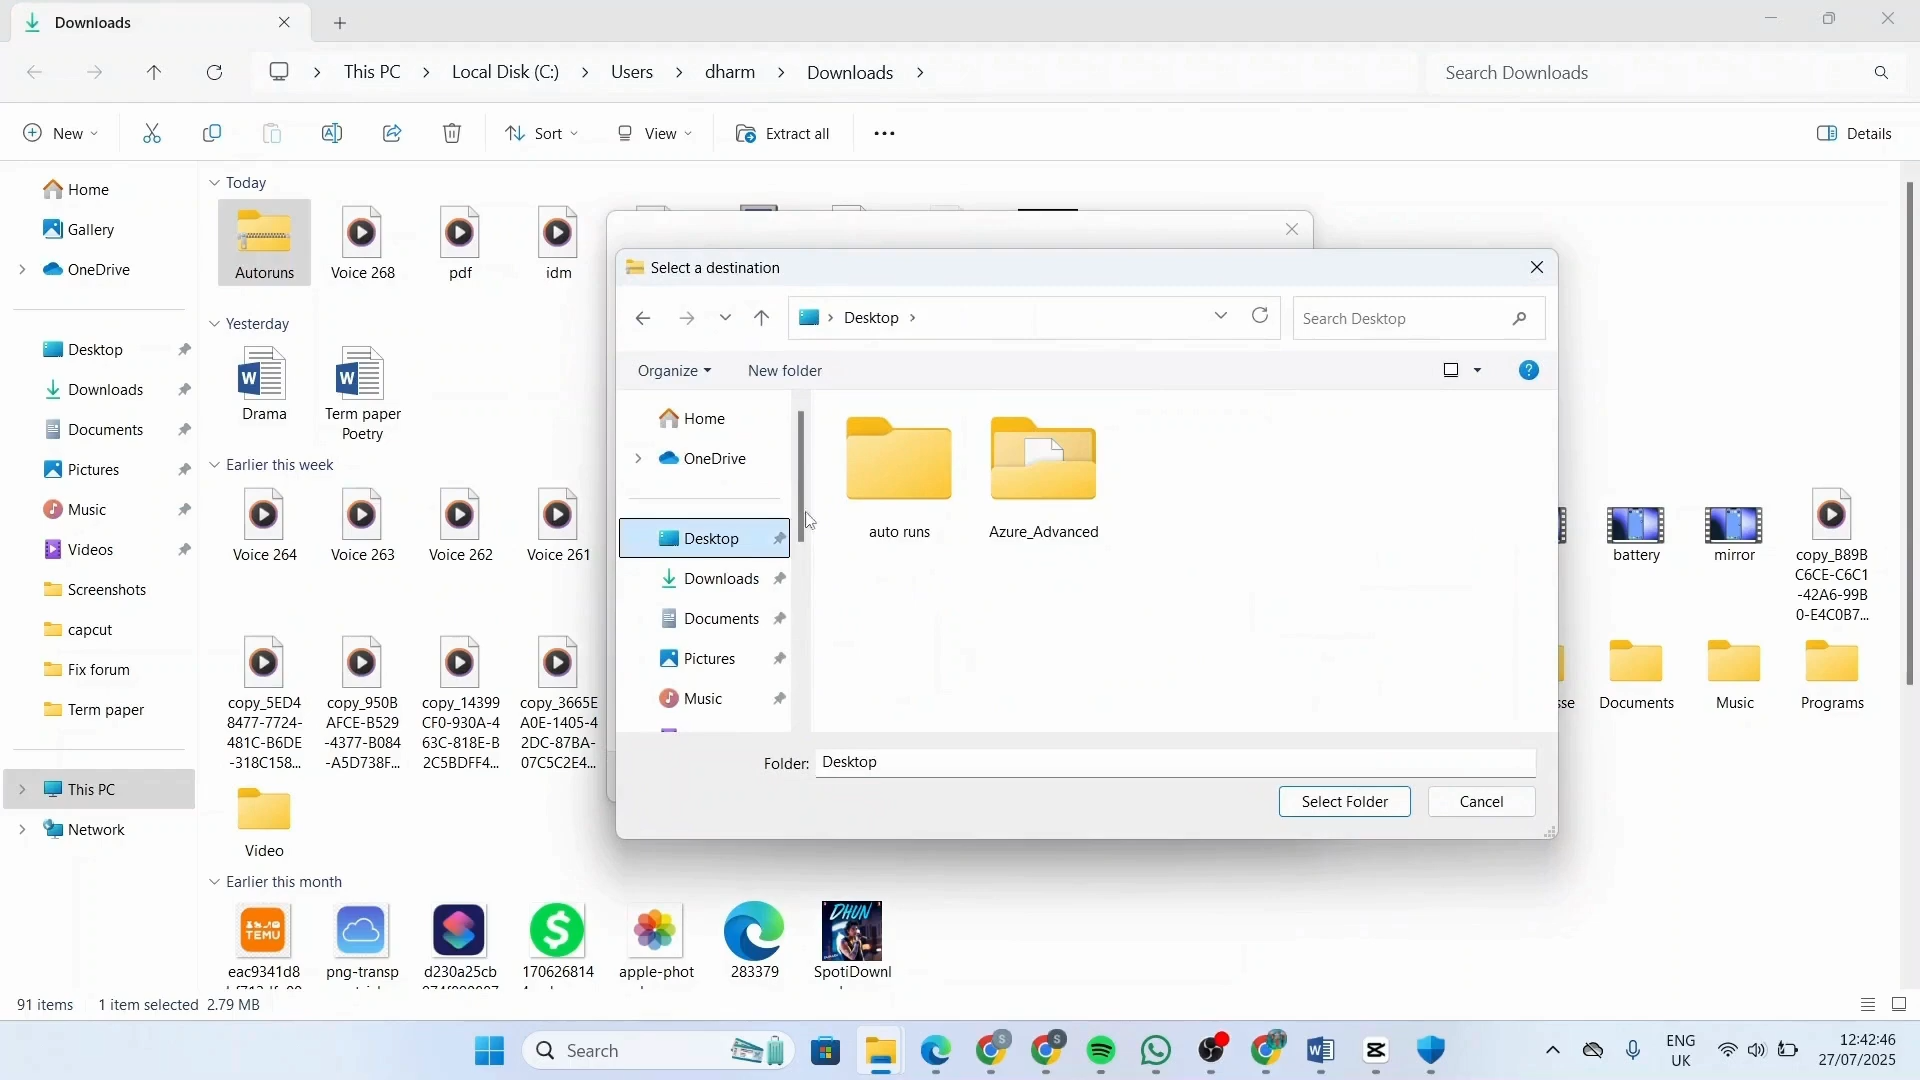 Downloads
This PC
Local Disk (C:)
Users
dharm
Downloads
Search Downloads
New
Sort
View
Extract all
Details
Home
Gallery
OneDrive
Desktop
Downloads
Documents
Pictures
Music
Videos
Screenshots
capcut
Fix forum
Term paper
This PC
Network
Today
Autoruns
Voice 268
pdf
idm
Yesterday
Drama
Term paper
Poetry
Earlier this week
Voice 264
Voice 263
Voice 262
Voice 261
battery
mirror
copy_B89B
C6CE-C6C1
-42A6-99B
0-E4C0B7...
copy_5ED4
8477-7724-
481C-B6DE
-318C158...
copy_950B
AFCE-B529
-4377-B084
-A5D738F...
copy_14399
CF0-930A-4
63C-818E-B
2C5BDFF4...
copy_3665E
A0E-1405-4
2DC-87BA-
07C5C2E4...
Documents
Music
Programs
Video
Earlier this month
TEMU
eac9341d8
png-transp
d230a25cb
170626814
apple-phot
283379
DHUN
SpotiDownl
Select a destination
Desktop
Search Desktop
Organize
New folder
Home
OneDrive
Desktop
Downloads
Documents
Pictures
Music
auto runs
Azure_Advanced
Folder:
Desktop
Select Folder
Cancel
91 items
1 item selected 2.79 MB
Search
ENG
UK
12:42:46
27/07/2025